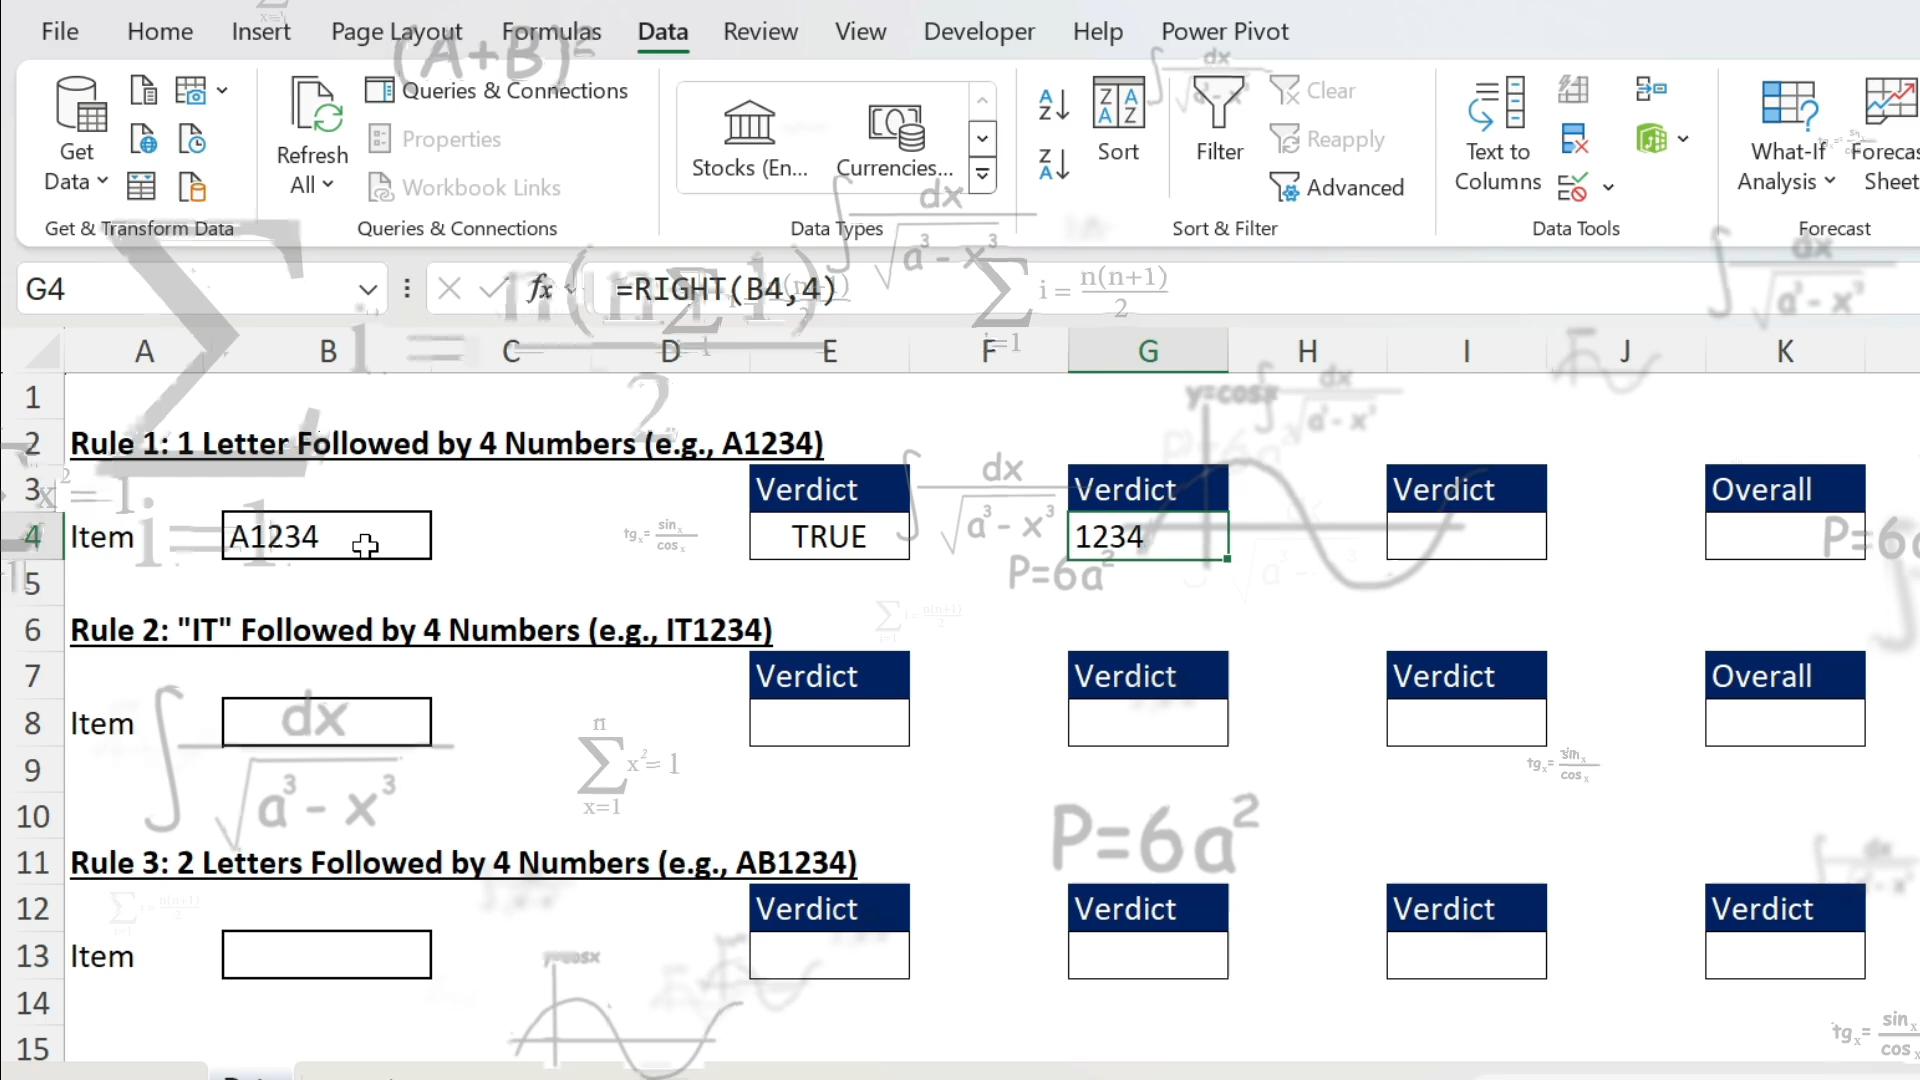 File Home Insert Page Layout Formulas Data Review View Developer Help Power Pivot
Get Data
Refresh All
Queries & Connections
Properties
Workbook Links
Stocks (En...
Currencies...
Sort
Filter
Clear
Reapply
Advanced
Text to Columns
What-If Analysis
Forecas
Sheet
Get & Transform Data
Queries & Connections
Data Types
Sort & Filter
Data Tools
Forecast
G4
fx
=RIGHT(B4,4)
A B C D E F G H I J K
1
2 Rule 1: 1 Letter Followed by 4 Numbers (e.g., A1234)
3 Verdict Verdict Verdict Overall
4 Item A1234 TRUE 1234
5
6 Rule 2: "IT" Followed by 4 Numbers (e.g., IT1234)
7 Verdict Verdict Verdict Overall
8 Item
9
10
11 Rule 3: 2 Letters Followed by 4 Numbers (e.g., AB1234)
12 Verdict Verdict Verdict Verdict
13 Item
14
15
P=6a²